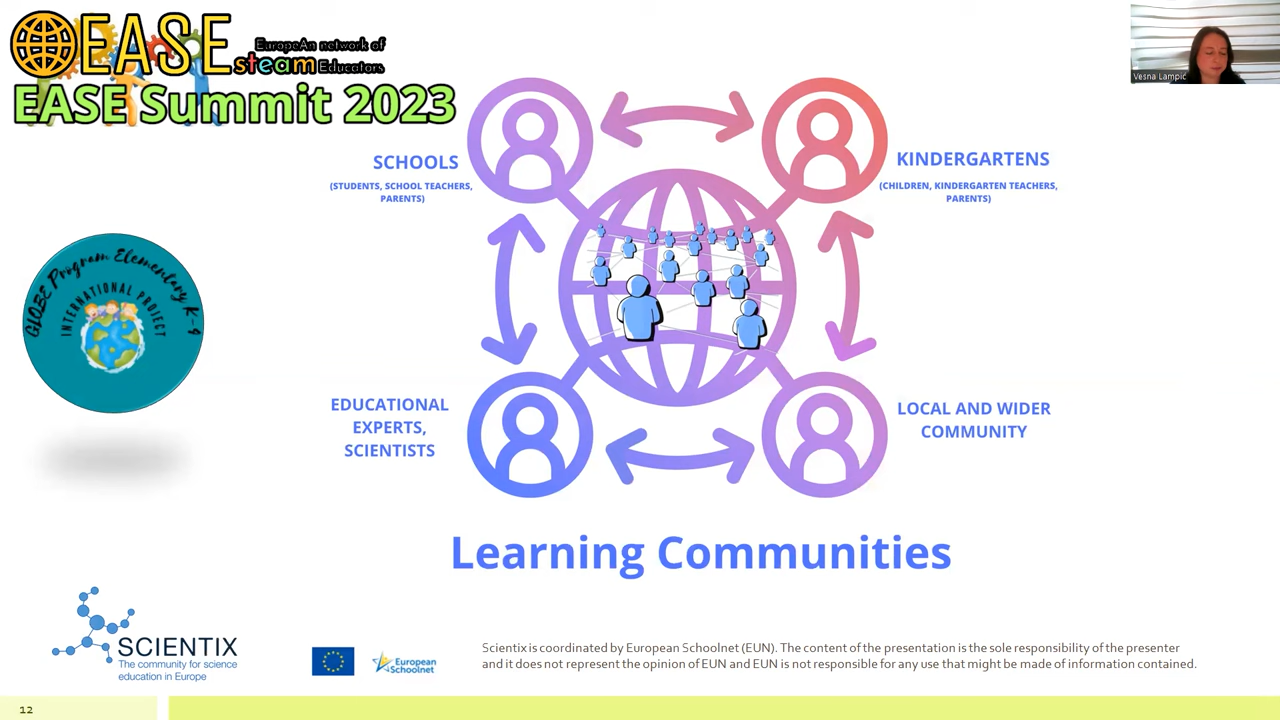 EASE
EuropeAn network of
steam Educators
EASE Summit 2023
Vesna Lampic
SCHOOLS
(STUDENTS, SCHOOL TEACHERS,
PARENTS)
KINDERGARTENS
(CHILDREN, KINDERGARTEN TEACHERS,
PARENTS)
GLOBE Program Elementary K-9
INTERNATIONAL PROJECT
EDUCATIONAL
EXPERTS,
SCIENTISTS
LOCAL AND WIDER
COMMUNITY
Learning Communities
SCIENTIX
The community for science
education in Europe
European
Schoolnet
Scientix is coordinated by European Schoolnet (EUN). The content of the presentation is the sole responsibility of the presenter
and it does not represent the opinion of EUN and EUN is not responsible for any use that might be made of information contained.
12